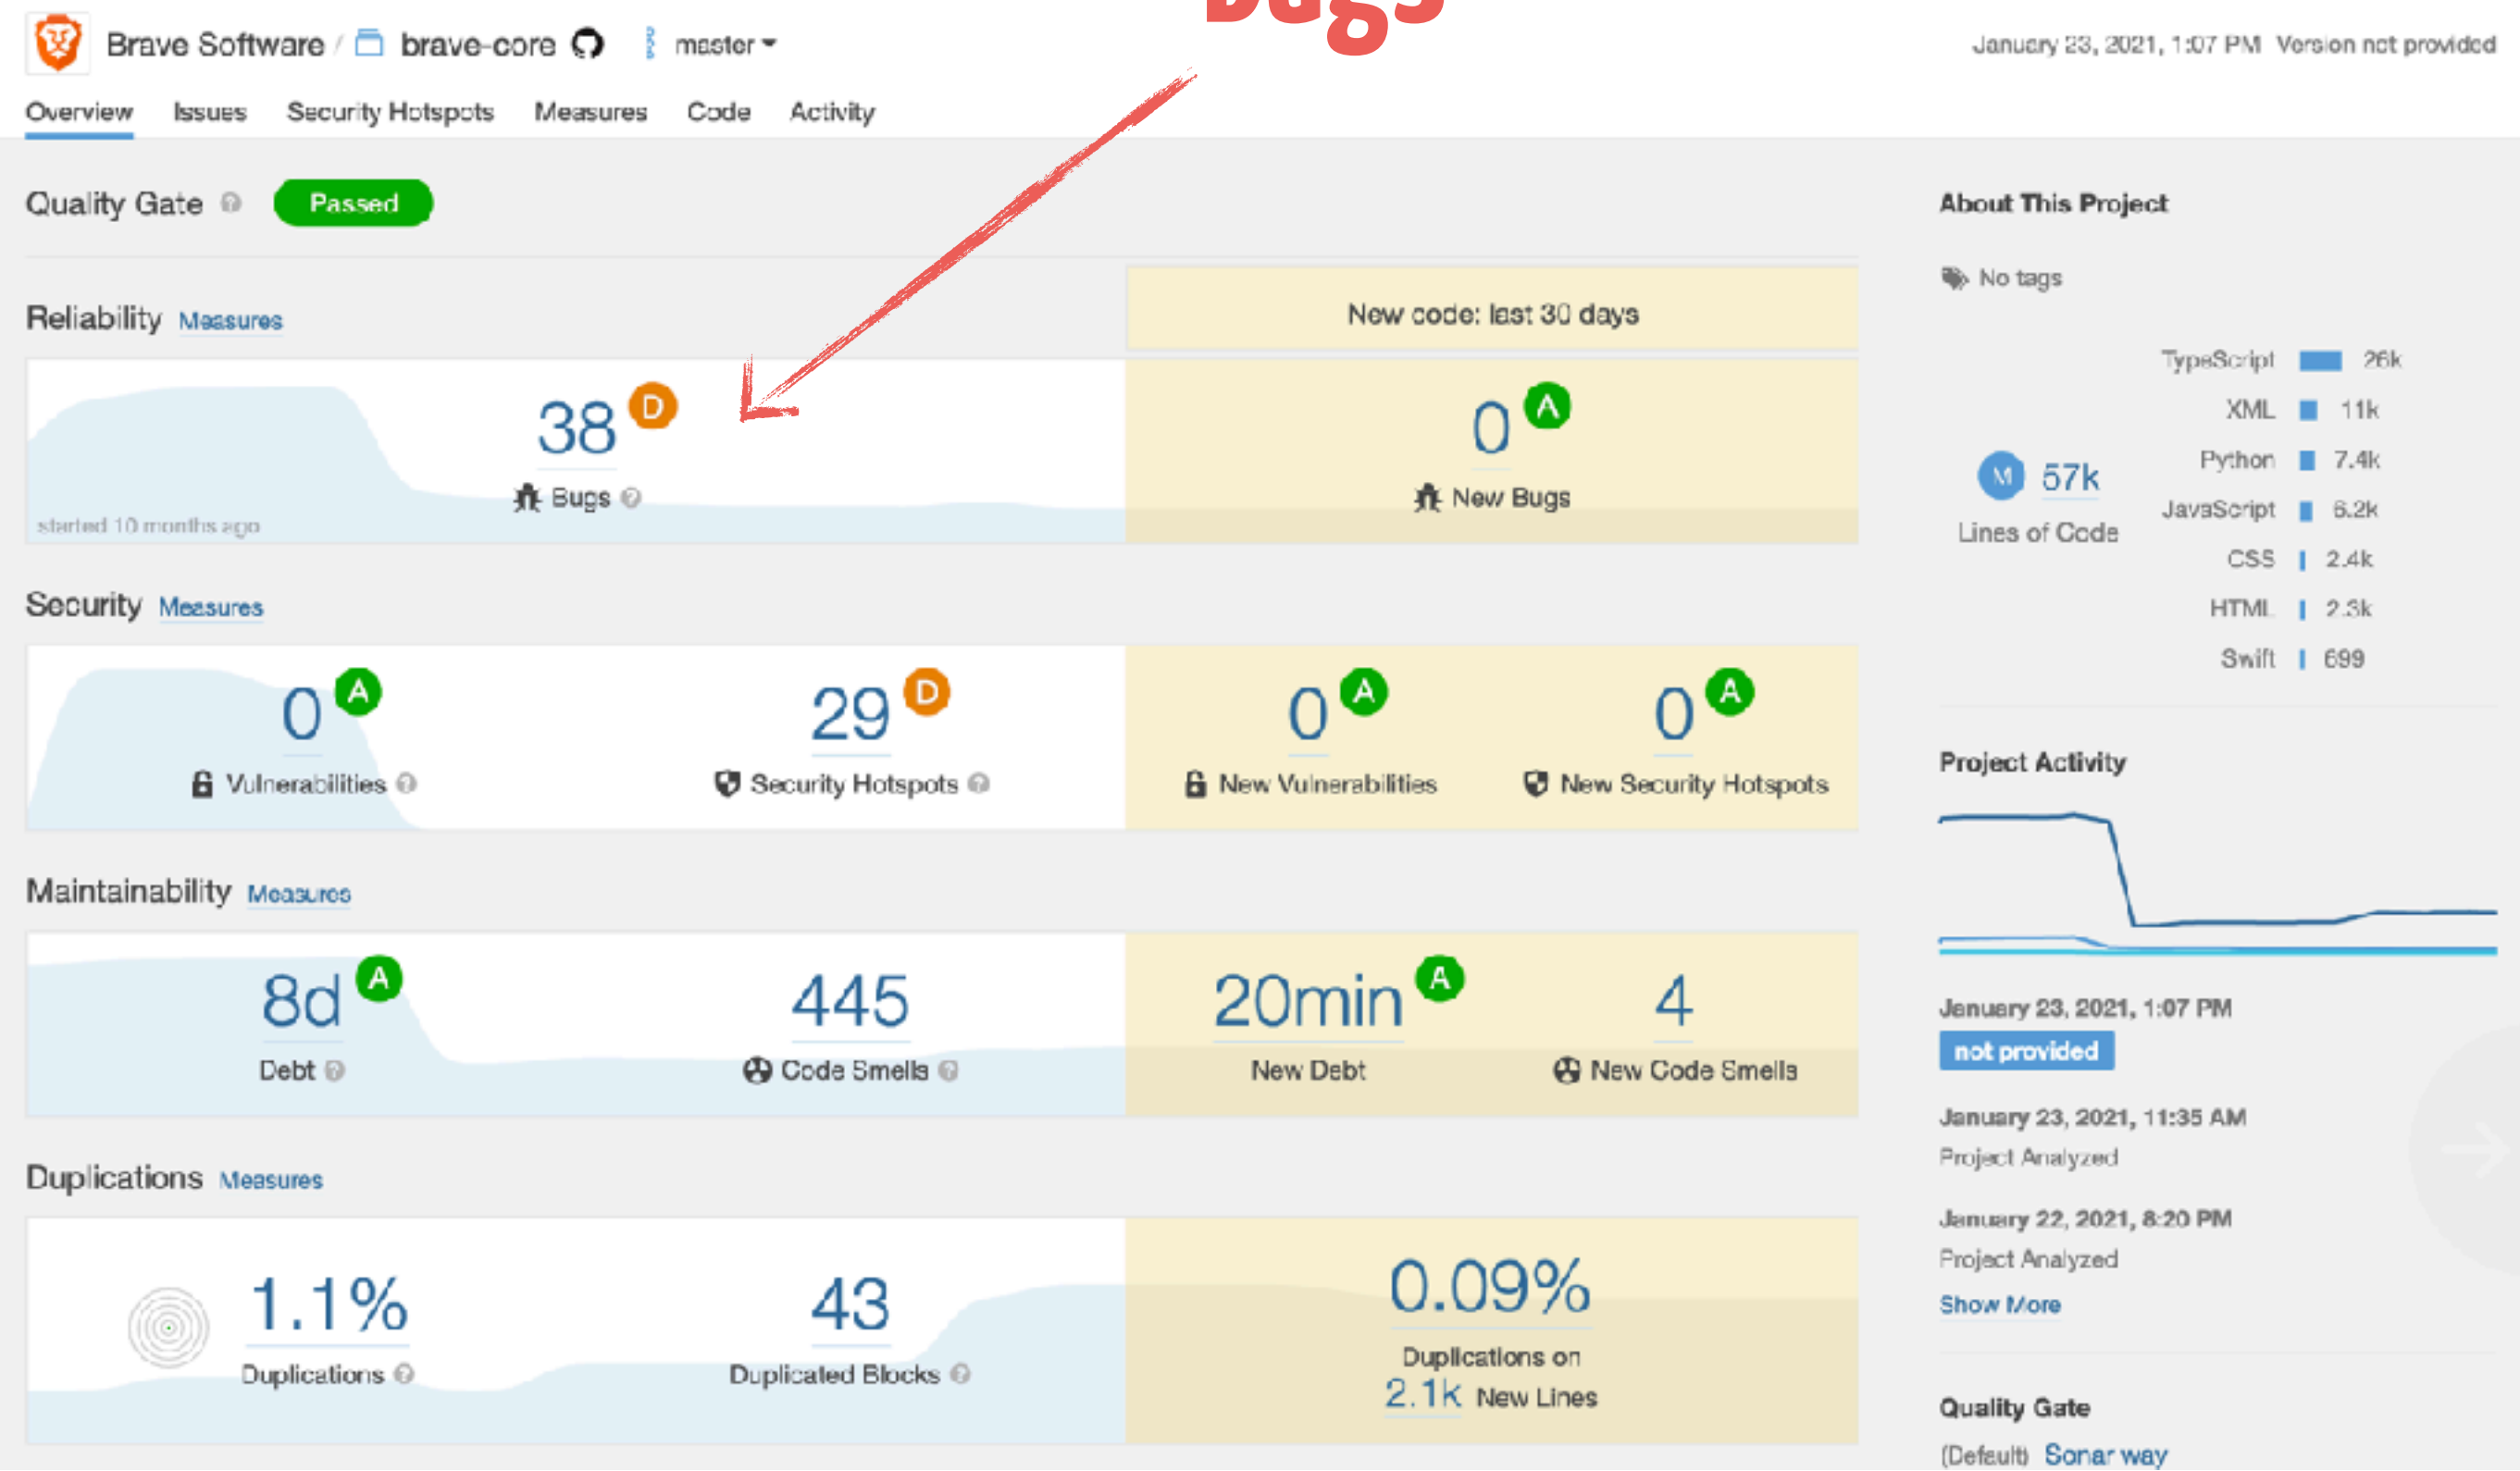 Bugs
Brave Software / brave-core master
January 23, 2021, 1:07 PM Version not provided
Overview Issues Security Hotspots Measures Code Activity
Quality Gate ? Passed
Reliability Measures
New code: last 30 days
38 D
Bugs ?
started 10 months ago
0 A
New Bugs
Security Measures
0 A
Vulnerabilities ?
29 D
Security Hotspots ?
0 A
New Vulnerabilities
0 A
New Security Hotspots
Maintainability Measures
8d A
Debt ?
445
Code Smells ?
20min A
New Debt
4
New Code Smells
Duplications Measures
1.1%
Duplications ?
43
Duplicated Blocks ?
0.09%
Duplications on
2.1k New Lines
About This Project
No tags
M 57k
Lines of Code
TypeScript 26k
XML 11k
Python 7.4k
JavaScript 6.2k
CSS 2.4k
HTML 2.3k
Swift 699
Project Activity
January 23, 2021, 1:07 PM
not provided
January 23, 2021, 11:35 AM
Project Analyzed
January 22, 2021, 8:20 PM
Project Analyzed
Show More
Quality Gate
(Default) Sonar way